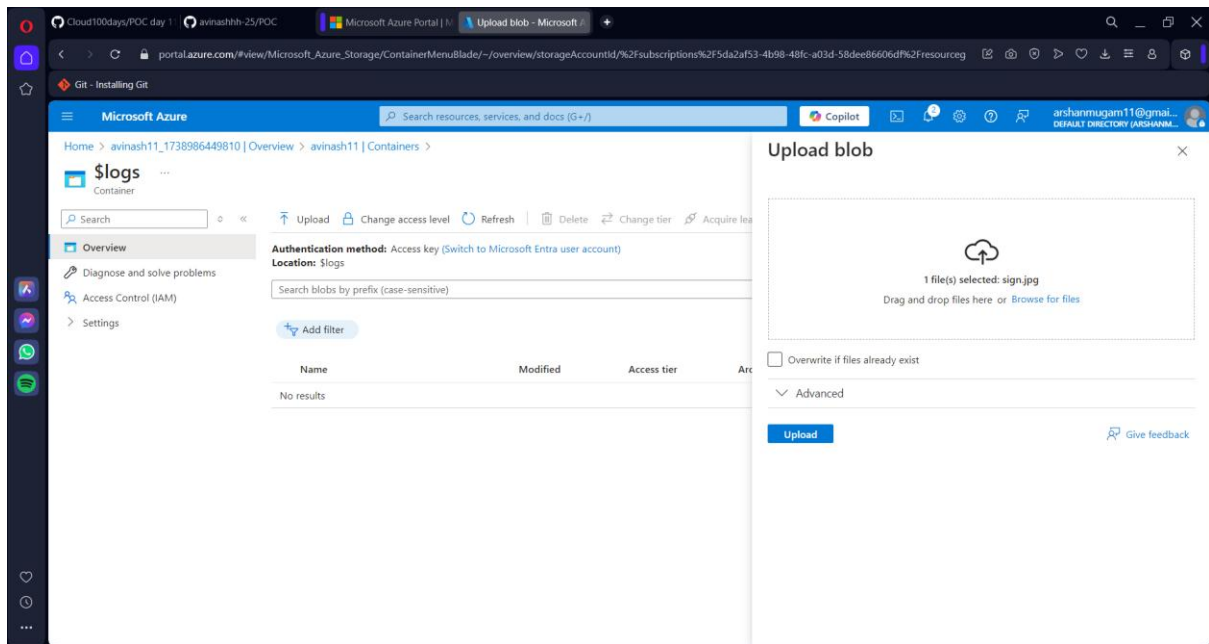 Cloud100days/POC day 1
avinashhh-25/POC
Microsoft Azure Portal | M
Upload blob - Microsoft A
portal.azure.com/#view/Microsoft_Azure_Storage/ContainerMenuBlade/~/overview/storageAccountId/%2Fsubscriptions%2F5da2af53-4b98-48fc-a03d-58dee86606df%2Fresourceg
Git - Installing Git
Microsoft Azure
Search resources, services, and docs (G+/)
Copilot
2
arshanmugam11@gmai...
DEFAULT DIRECTORY (ARSHANM...
Home > avinash11_1738986449810 | Overview > avinash11 | Containers >
$logs ...
Container
Search
Overview
Diagnose and solve problems
Access Control (IAM)
Settings
Upload Change access level Refresh Delete Change tier Acquire lea
Authentication method: Access key (Switch to Microsoft Entra user account)
Location: $logs
Search blobs by prefix (case-sensitive)
Add filter
Name Modified Access tier Arc
No results
Upload blob
1 file(s) selected: sign.jpg
Drag and drop files here or Browse for files
Overwrite if files already exist
Advanced
Upload
Give feedback